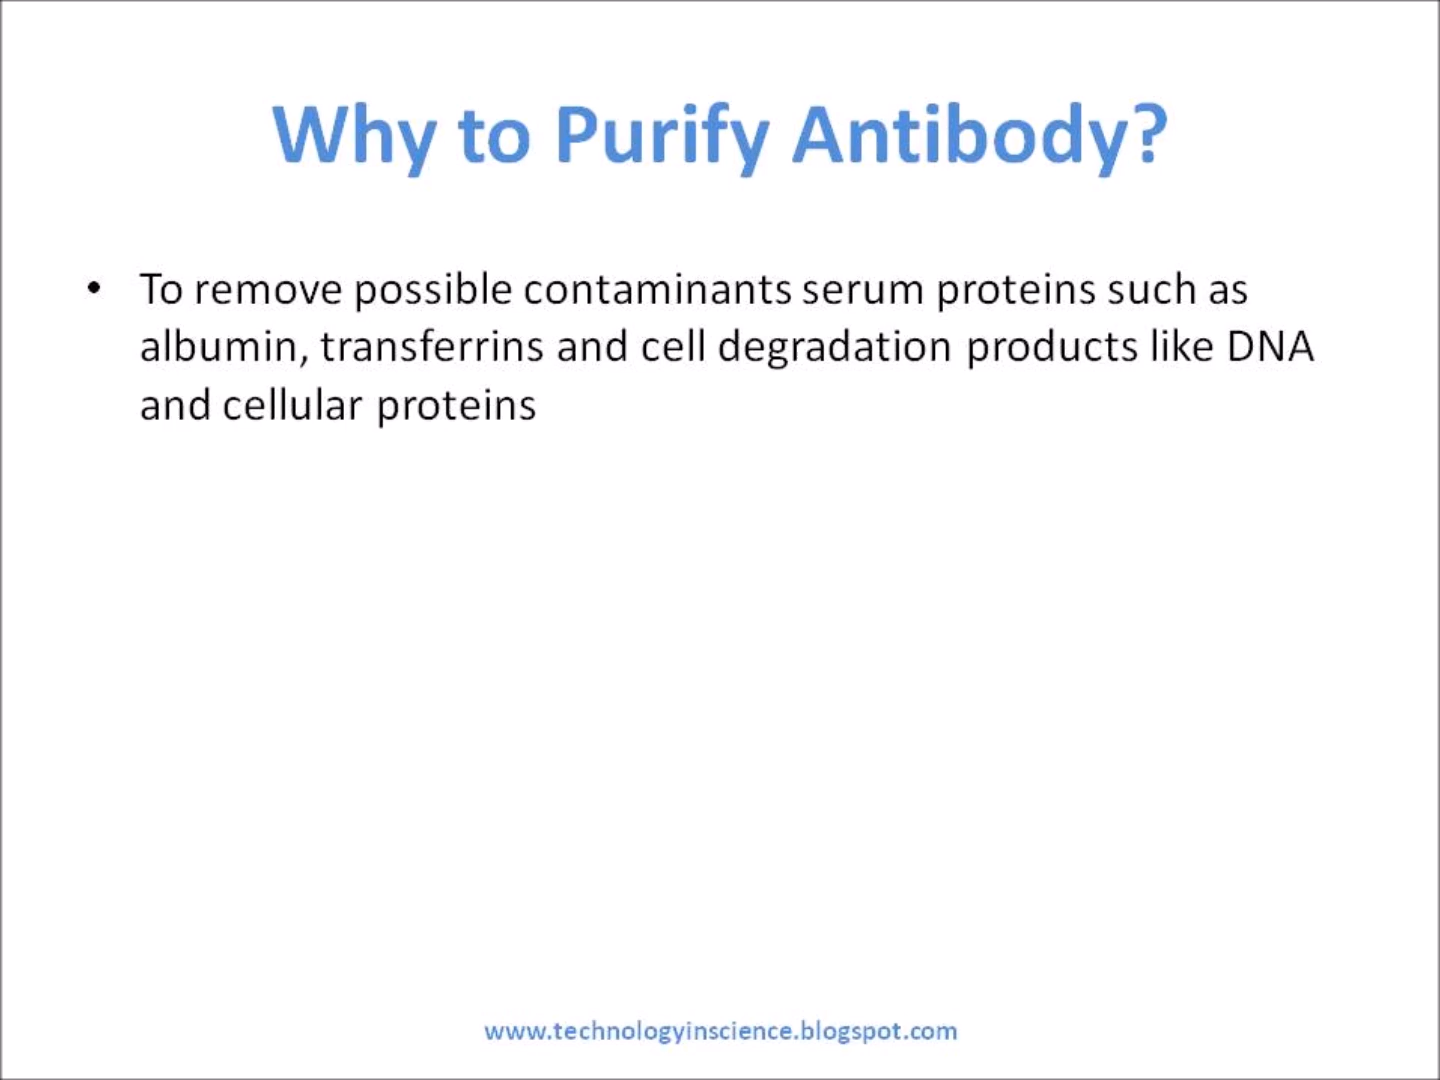 Why to Purify Antibody?
• To remove possible contaminants serum proteins such as
albumin, transferrins and cell degradation products like DNA
and cellular proteins
www.technologyinscience.blogspot.com